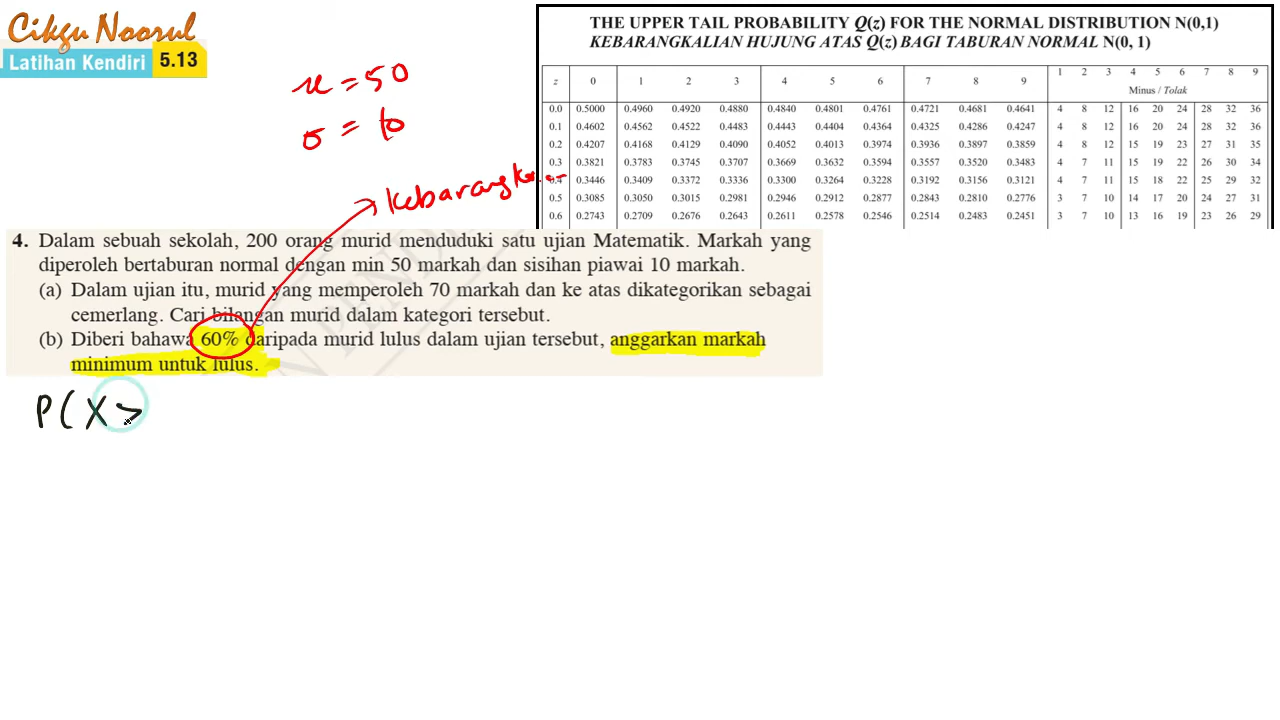 Cikgu Noorul
Latihan Kendiri 5.13
μ = 50
σ = 10
Kebarangka...
THE UPPER TAIL PROBABILITY Q(z) FOR THE NORMAL DISTRIBUTION N(0,1)
KEBARANGKALIAN HUJUNG ATAS Q(z) BAGI TABURAN NORMAL N(0, 1)
z 0 1 2 3 4 5 6 7 8 9 1 2 3 4 5 6 7 8 9
Minus / Tolak
0.0 0.5000 0.4960 0.4920 0.4880 0.4840 0.4801 0.4761 0.4721 0.4681 0.4641 4 8 12 16 20 24 28 32 36
0.1 0.4602 0.4562 0.4522 0.4483 0.4443 0.4404 0.4364 0.4325 0.4286 0.4247 4 8 12 16 20 24 28 32 36
0.2 0.4207 0.4168 0.4129 0.4090 0.4052 0.4013 0.3974 0.3936 0.3897 0.3859 4 8 12 15 19 23 27 31 35
0.3 0.3821 0.3783 0.3745 0.3707 0.3669 0.3632 0.3594 0.3557 0.3520 0.3483 4 7 11 15 19 22 26 30 34
0.4 0.3446 0.3409 0.3372 0.3336 0.3300 0.3264 0.3228 0.3192 0.3156 0.3121 4 7 11 15 18 22 25 29 32
0.5 0.3085 0.3050 0.3015 0.2981 0.2946 0.2912 0.2877 0.2843 0.2810 0.2776 3 7 10 14 17 20 24 27 31
0.6 0.2743 0.2709 0.2676 0.2643 0.2611 0.2578 0.2546 0.2514 0.2483 0.2451 3 7 10 13 16 19 23 26 29
4. Dalam sebuah sekolah, 200 orang murid menduduki satu ujian Matematik. Markah yang
diperoleh bertaburan normal dengan min 50 markah dan sisihan piawai 10 markah.
(a) Dalam ujian itu, murid yang memperoleh 70 markah dan ke atas dikategorikan sebagai
cemerlang. Cari bilangan murid dalam kategori tersebut.
(b) Diberi bahawa 60% daripada murid lulus dalam ujian tersebut, anggarkan markah
minimum untuk lulus.
P(X >